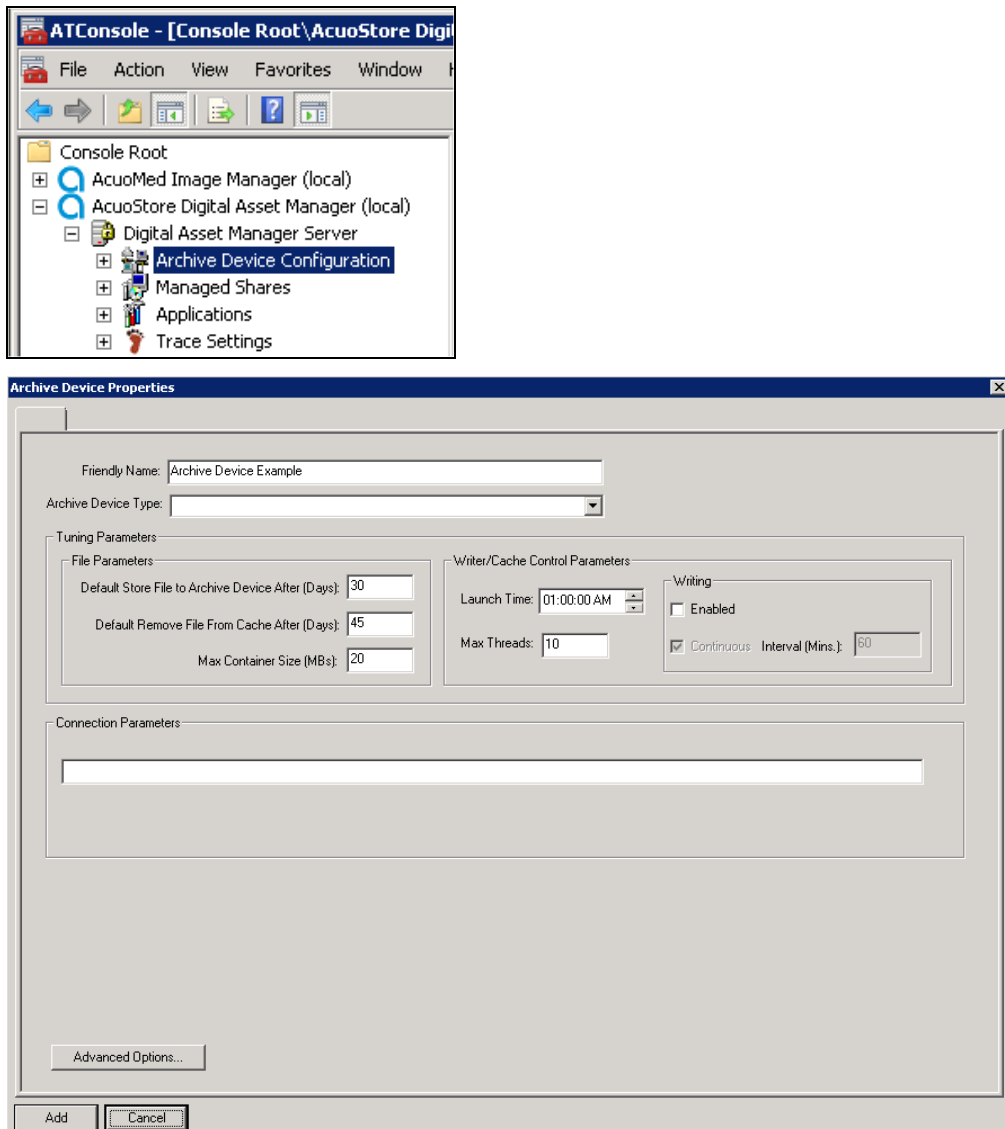 ATConsole - [Console Root\AcuoStore Digi
File Action View Favorites Window
Console Root
AcuoMed Image Manager (local)
AcuoStore Digital Asset Manager (local)
Digital Asset Manager Server
Archive Device Configuration
Managed Shares
Applications
Trace Settings
Archive Device Properties
Friendly Name: Archive Device Example
Archive Device Type:
Tuning Parameters
File Parameters
Default Store File to Archive Device After (Days): 30
Default Remove File From Cache After (Days): 45
Max Container Size (MBs): 20
Writer/Cache Control Parameters
Launch Time: 01:00:00 AM
Max Threads: 10
Writing
Enabled
Continuous Interval (Mins.): 60
Connection Parameters
Advanced Options...
Add Cancel